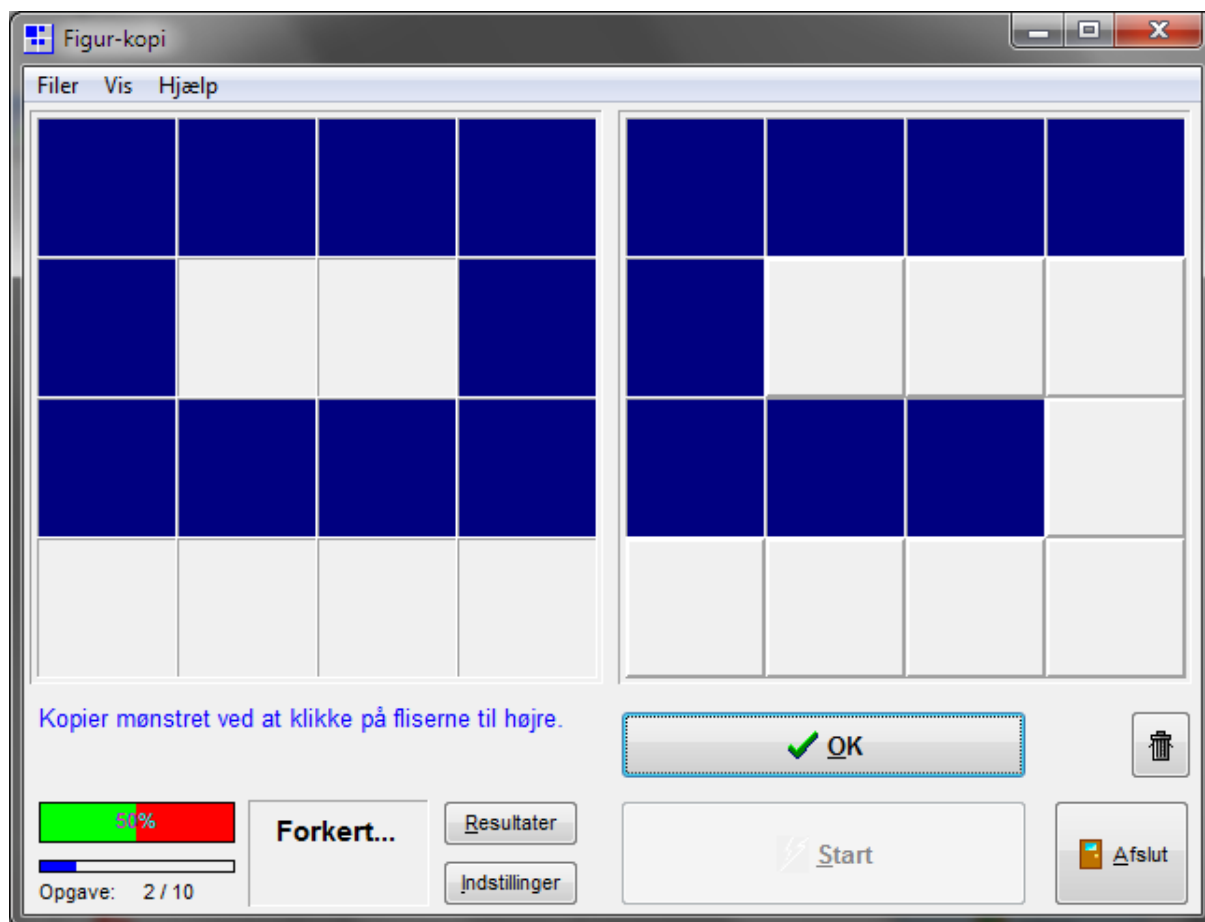 Figur-kopi
Filer Vis Hjælp
Kopier mønstret ved at klikke på fliserne til højre.
OK
50%
Forkert...
Resultater
Start
Afslut
Indstillinger
Opgave: 2 / 10